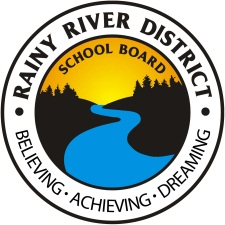 • RAINY RIVER DISTRICT •
SCHOOL BOARD
BELIEVING • ACHIEVING • DREAMING